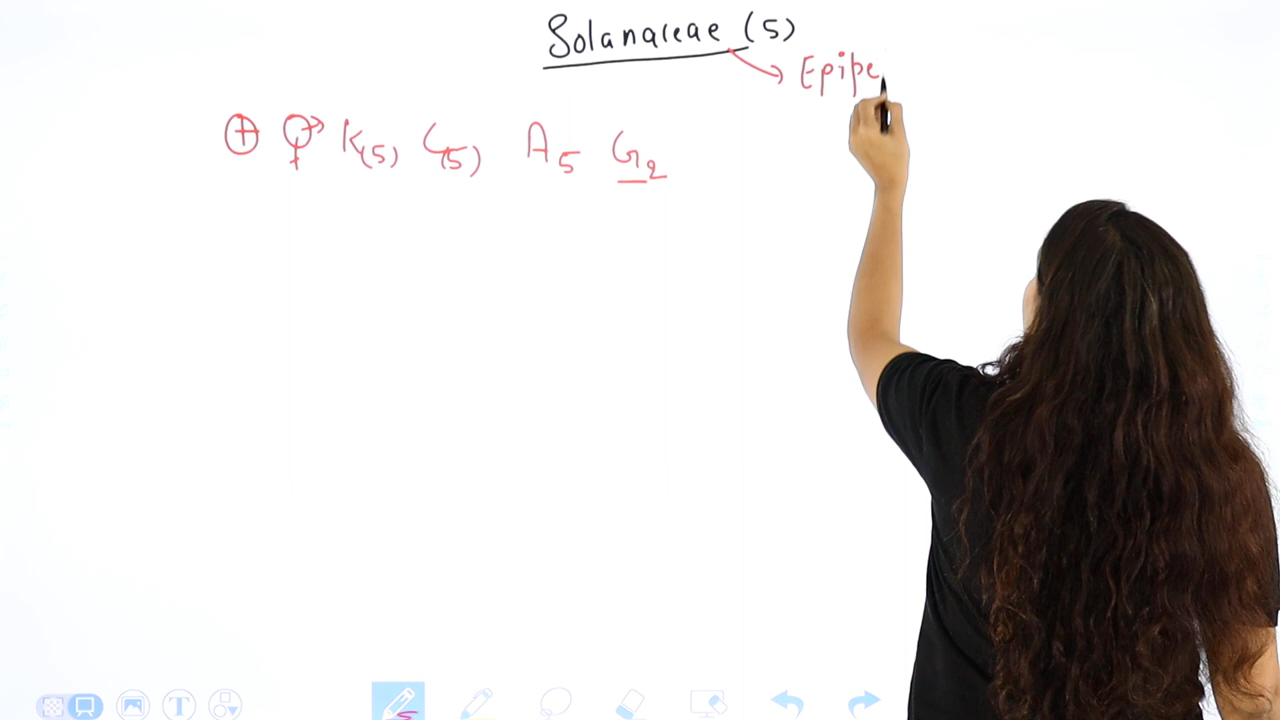 Solanaceae (5)
Epipe
⊕ ⚥ K(5) C(5) A5 G2
T